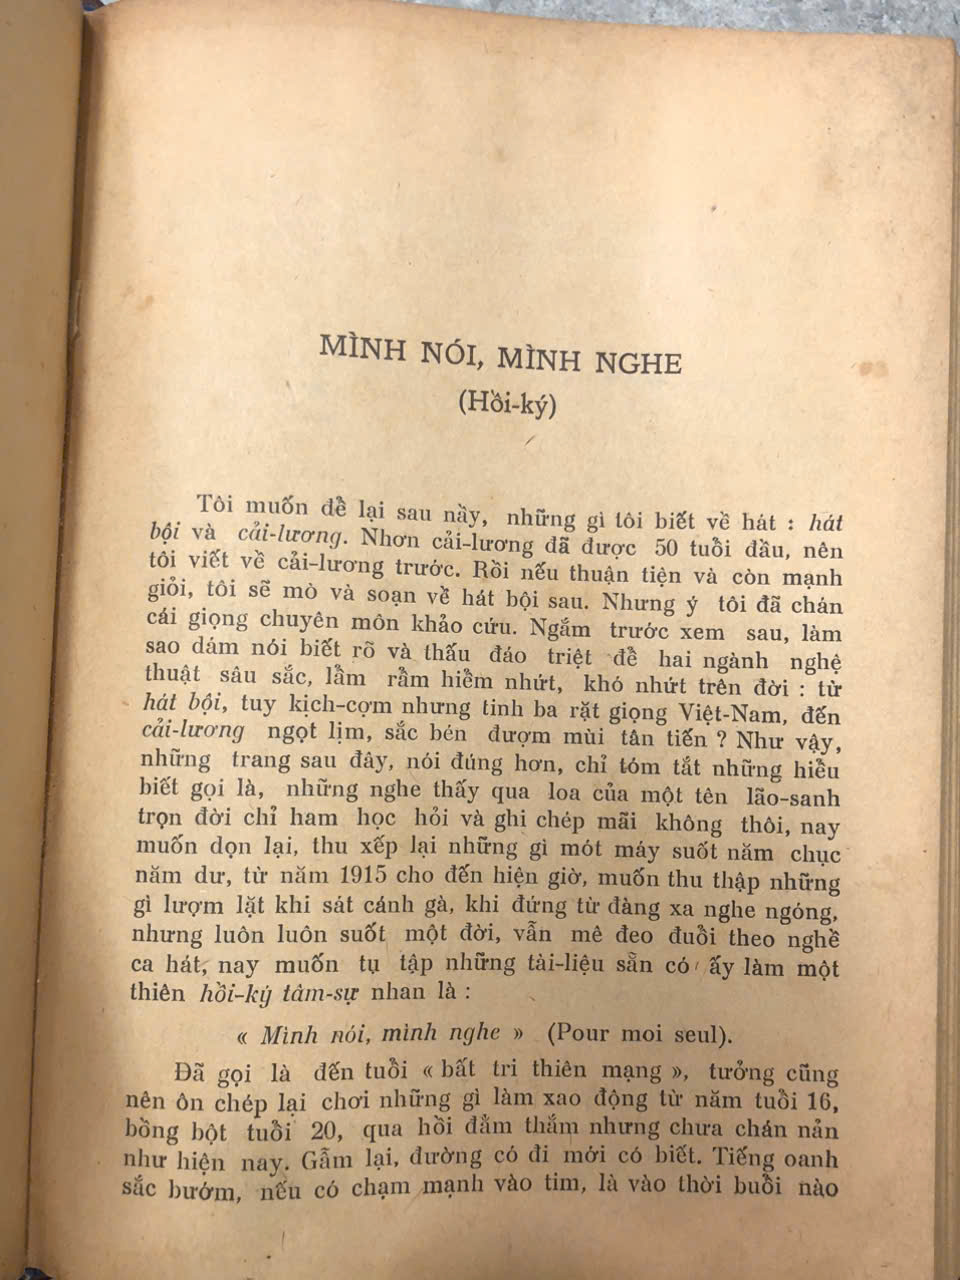 MÌNH NÓI, MÌNH NGHE
(Hồi-ký)
Tôi muốn để lại sau nầy, những gì tôi biết về hát : hát
bội và cải-lương. Nhơn cải-lương đã được 50 tuổi đầu, nên
tôi viết về cải-lương trước. Rồi nếu thuận tiện và còn mạnh
giỏi, tôi sẽ mò và soạn về hát bội sau. Nhưng ý tôi đã chán
cái giọng chuyên môn khảo cứu. Ngắm trước xem sau, làm
sao dám nói biết rõ và thấu đáo triệt để hai ngành nghệ
thuật sâu sắc, lầm rầm hiềm nhứt, khó nhứt trên đời : từ
hát bội, tuy kịch-cợm nhưng tinh ba rặt giọng Việt-Nam, đến
cải-lương ngọt lịm, sắc bén đượm mùi tân tiến ? Như vậy,
những trang sau đây, nói đúng hơn, chỉ tóm tắt những hiểu
biết gọi là, những nghe thấy qua loa của một tên lão-sanh
trọn đời chỉ ham học hỏi và ghi chép mãi không thôi, nay
muốn dọn lại, thu xếp lại những gì mót máy suốt năm chục
năm dư, từ năm 1915 cho đến hiện giờ, muốn thu thập những
gì lượm lặt khi sát cánh gà, khi đứng từ đàng xa nghe ngóng,
nhưng luôn luôn suốt một đời, vẫn mê đeo đuổi theo nghề
ca hát, nay muốn tụ tập những tài-liệu sẵn có ấy làm một
thiên hồi-ký tâm-sự nhan là :
« Mình nói, mình nghe » (Pour moi seul).
Đã gọi là đến tuổi « bất tri thiên mạng », tưởng cũng
nên ôn chép lại chơi những gì làm xao động từ năm tuổi 16,
bồng bột tuổi 20, qua hồi đằm thắm nhưng chưa chán nản
như hiện nay. Gẫm lại, đường có đi mới có biết. Tiếng oanh
sắc bướm, nếu có chạm mạnh vào tim, là vào thời buổi nào